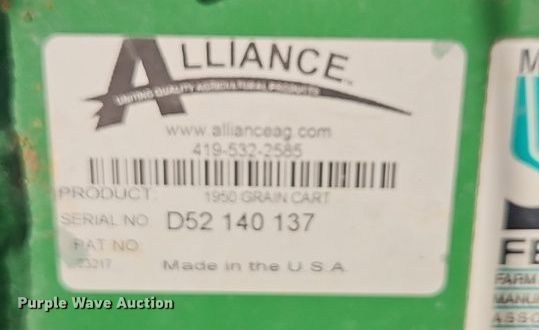 ALLIANCE™
UNITING QUALITY AGRICULTURAL PRODUCTS
www.allianceag.com
419-532-2585
PRODUCT: 1950 GRAIN CART
SERIAL NO. D52 140 137
PAT NO.
Made in the U.S.A.
M
FE
FARM
MANU
ASSO
Purple Wave Auction